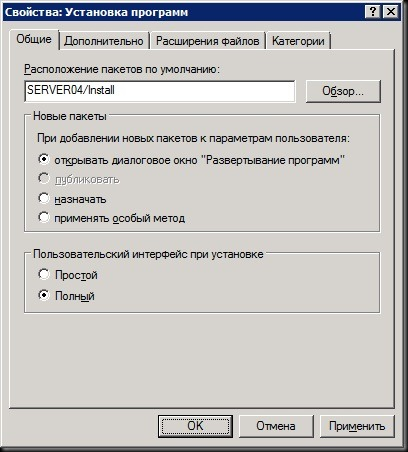 Свойства: Установка программ
Общие
Дополнительно
Расширения файлов
Категории
Расположение пакетов по умолчанию:
SERVER04/Install
Обзор...
Новые пакеты
При добавлении новых пакетов к параметрам пользователя:
открывать диалоговое окно "Развертывание программ"
публиковать
назначать
применять особый метод
Пользовательский интерфейс при установке
Простой
Полный
OK
Отмена
Применить